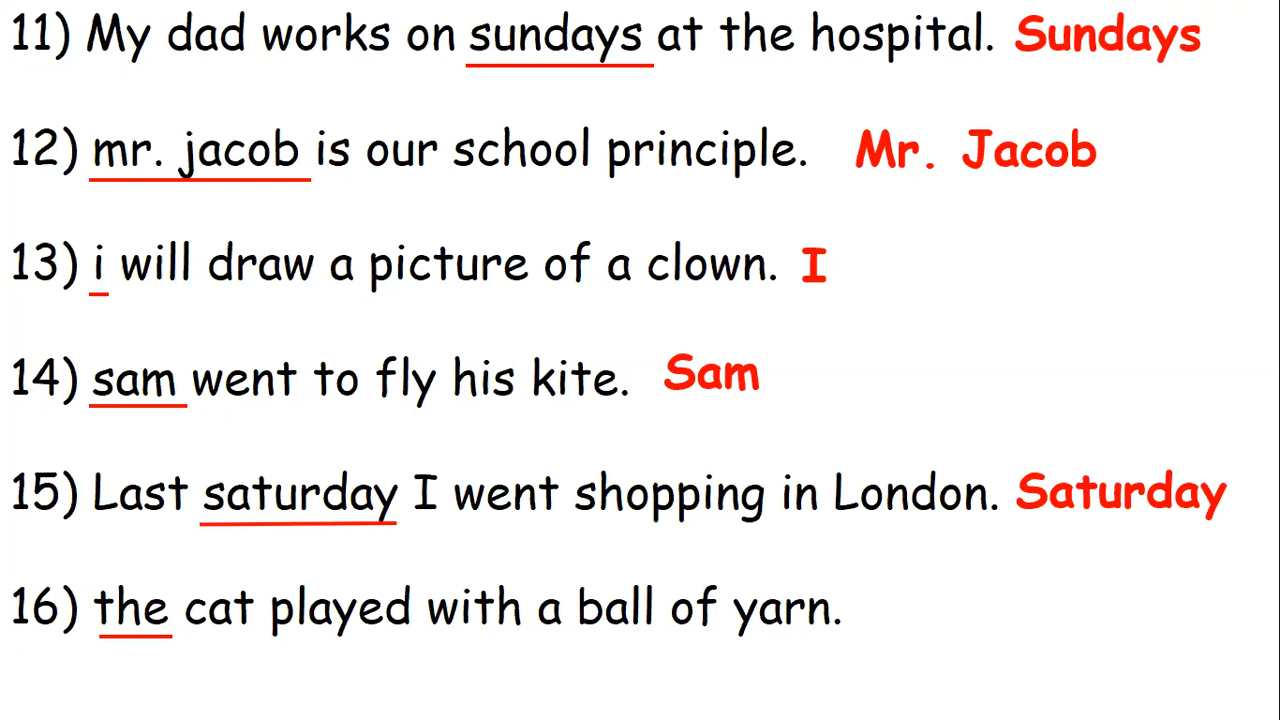 11) My dad works on sundays at the hospital. Sundays
12) mr. jacob is our school principle. Mr. Jacob
13) i will draw a picture of a clown. I
14) sam went to fly his kite. Sam
15) Last saturday I went shopping in London. Saturday
16) the cat played with a ball of yarn.